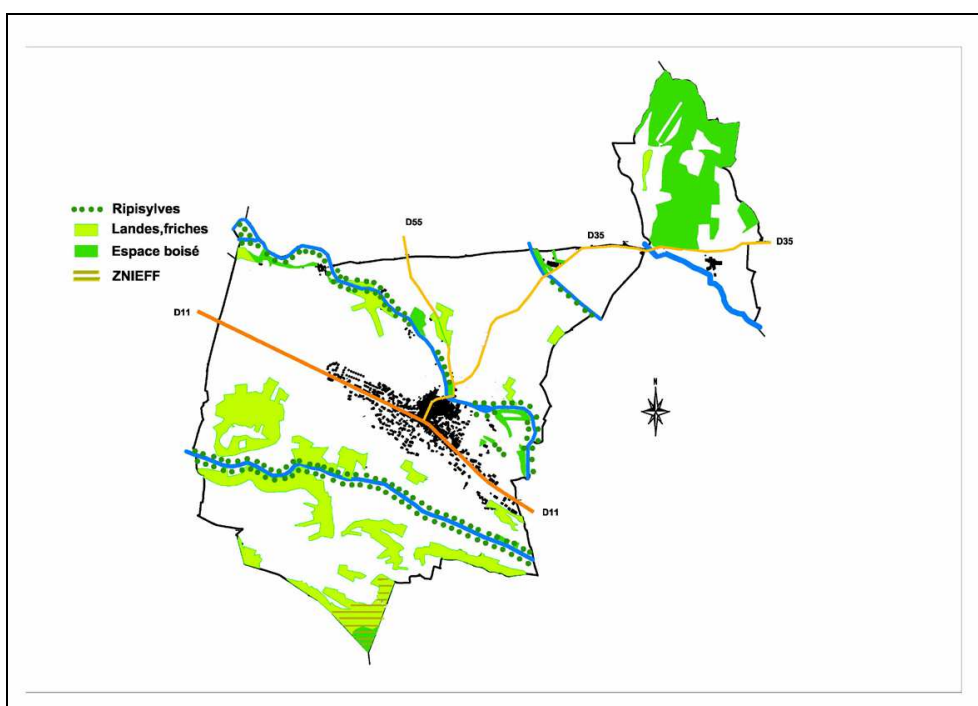 Ripisylves
Landes,friches
Espace boisé
ZNIEFF
D55
D35
D35
D11
N
D11